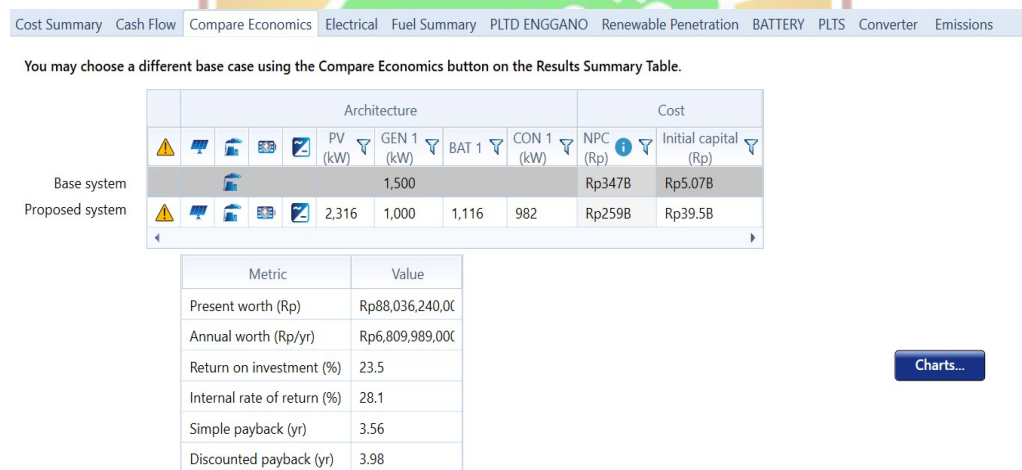 Cost Summary Cash Flow Compare Economics Electrical Fuel Summary PLTD ENGGANO Renewable Penetration BATTERY PLTS Converter Emissions
You may choose a different base case using the Compare Economics button on the Results Summary Table.
Architecture Cost
PV (kW) GEN 1 (kW) BAT 1 CON 1 (kW) NPC (Rp) Initial capital (Rp)
Base system 1,500 Rp347B Rp5.07B
Proposed system 2,316 1,000 1,116 982 Rp259B Rp39.5B
Metric Value
Present worth (Rp) Rp88,036,240,0(
Annual worth (Rp/yr) Rp6,809,989,00(
Return on investment (%) 23.5
Internal rate of return (%) 28.1
Simple payback (yr) 3.56
Discounted payback (yr) 3.98
Charts...